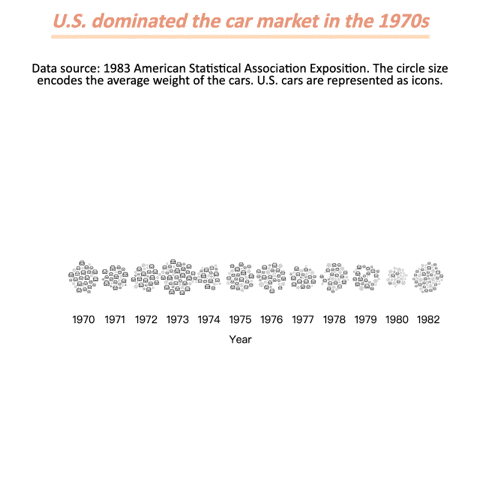 U.S. dominated the car market in the 1970s
Data source: 1983 American Statistical Association Exposition. The circle size
encodes the average weight of the cars. U.S. cars are represented as icons.
1970 1971 1972 1973 1974 1975 1976 1977 1978 1979 1980 1982
Year